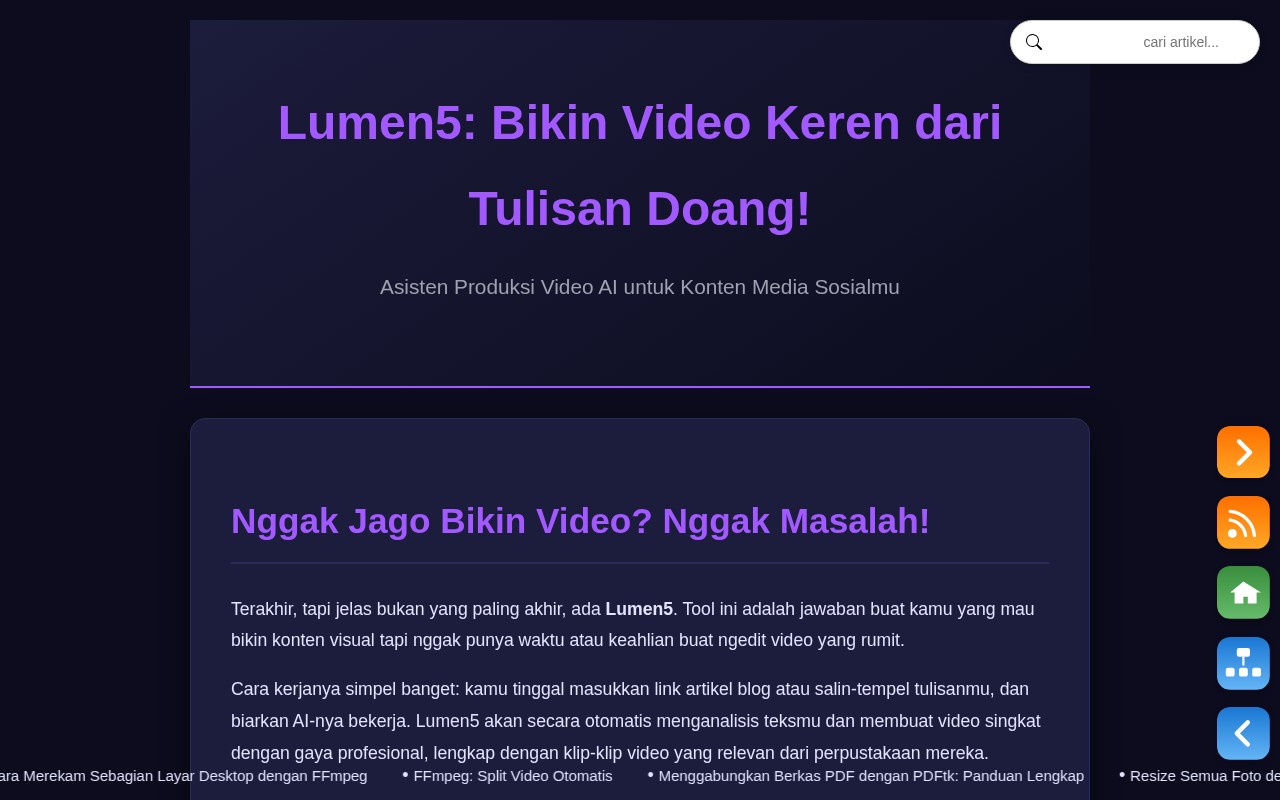 cari artikel...
Lumen5: Bikin Video Keren dari
Tulisan Doang!
Asisten Produksi Video AI untuk Konten Media Sosialmu
Nggak Jago Bikin Video? Nggak Masalah!
Terakhir, tapi jelas bukan yang paling akhir, ada Lumen5. Tool ini adalah jawaban buat kamu yang mau
bikin konten visual tapi nggak punya waktu atau keahlian buat ngedit video yang rumit.
Cara kerjanya simpel banget: kamu tinggal masukkan link artikel blog atau salin-tempel tulisanmu, dan
biarkan AI-nya bekerja. Lumen5 akan secara otomatis menganalisis teksmu dan membuat video singkat
dengan gaya profesional, lengkap dengan klip-klip video yang relevan dari perpustakaan mereka.
ara Merekam Sebagian Layar Desktop dengan FFmpeg • FFmpeg: Split Video Otomatis • Menggabungkan Berkas PDF dengan PDFtk: Panduan Lengkap • Resize Semua Foto de